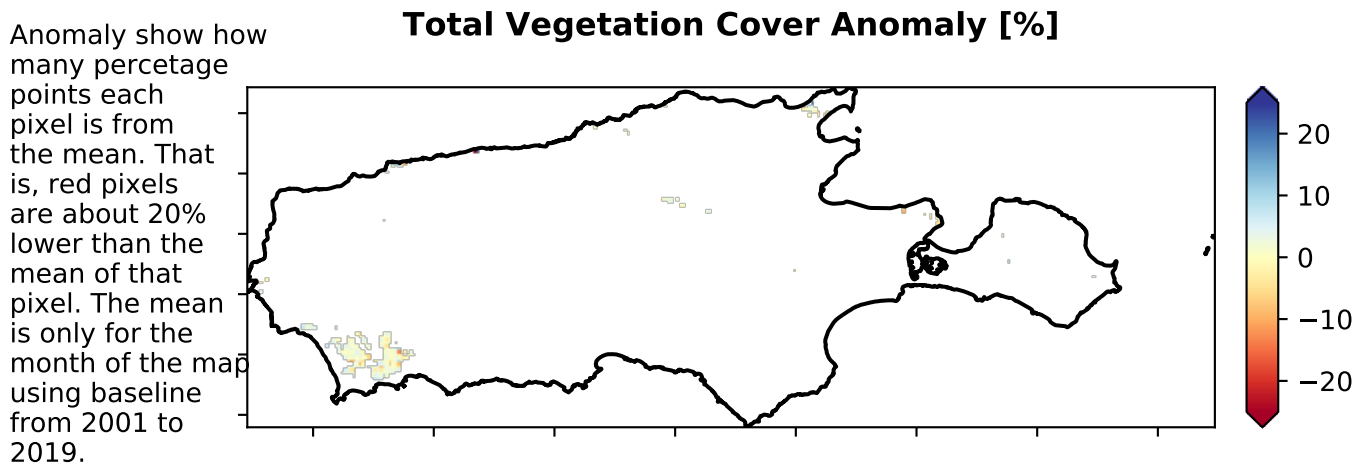 Total Vegetation Cover Anomaly [%]
Anomaly show how
many percetage
points each
pixel is from
the mean. That
is, red pixels
are about 20%
lower than the
mean of that
pixel. The mean
is only for the
month of the map
using baseline
from 2001 to
2019.
20
10
0
−10
−20